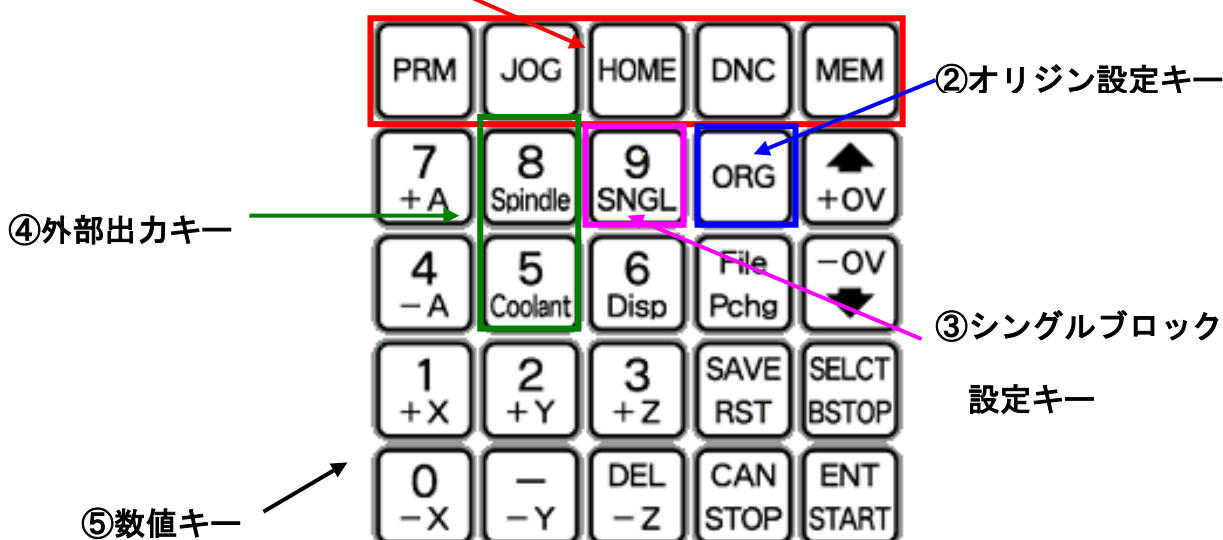 PRM JOG HOME DNC MEM
②オリジン設定キー
7 8 9 ORG
+A Spindle SNGL +OV
④外部出力キー
4 5 6 File -OV
-A Coolant Disp Pchg
③シングルブロック
設定キー
1 2 3 SAVE SELCT
+X +Y +Z RST BSTOP
0 - DEL CAN ENT
-X -Y -Z STOP START
⑤数値キー